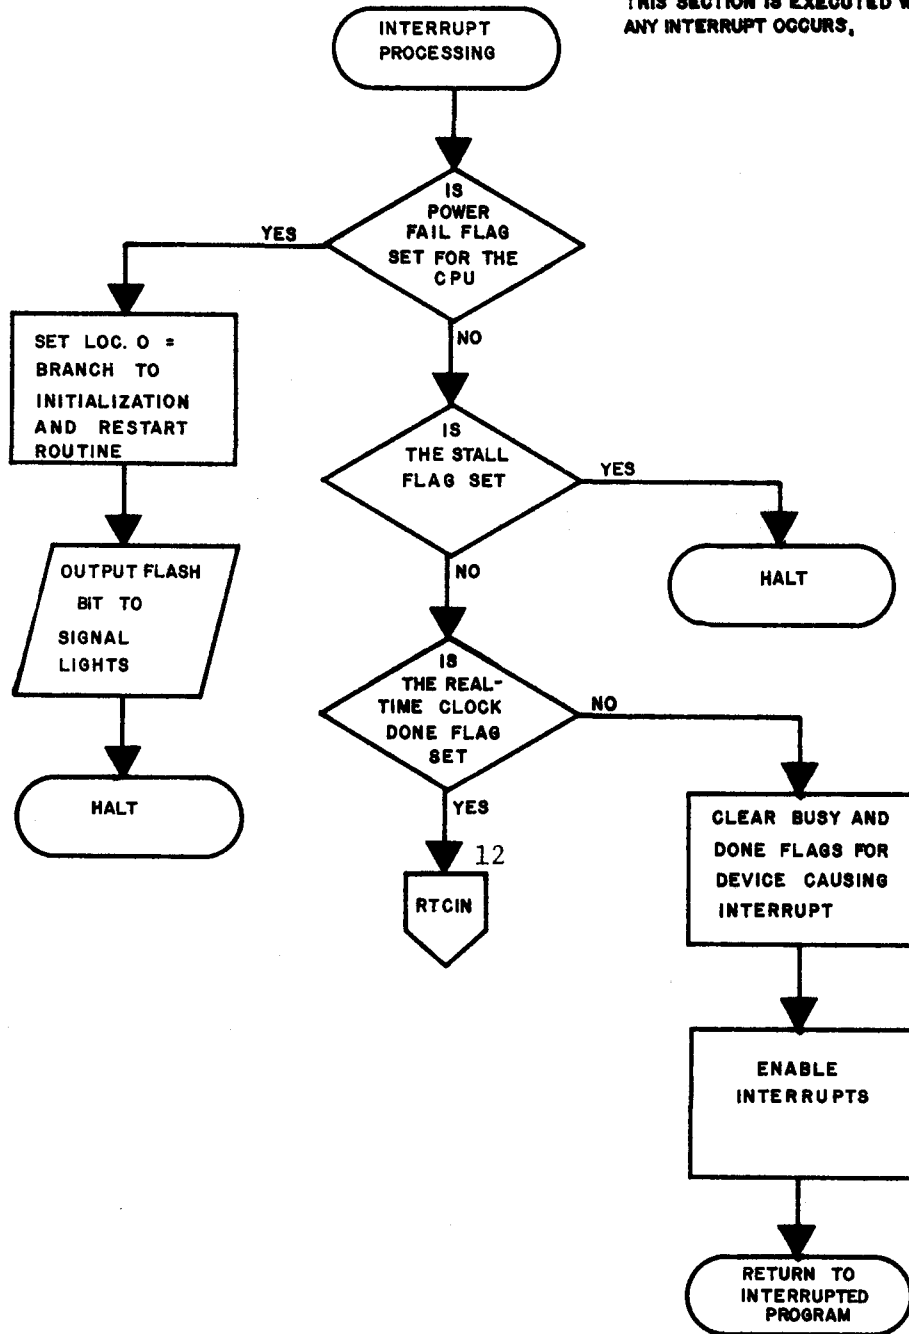 THIS SECTION IS EXECUTED
ANY INTERRUPT OCCURS,
INTERRUPT
PROCESSING
IS
POWER
FAIL FLAG
SET FOR THE
CPU
YES
NO
SET LOC. 0 =
BRANCH TO
INITIALIZATION
AND RESTART
ROUTINE
IS
THE STALL
FLAG SET
YES
NO
OUTPUT FLASH
BIT TO
SIGNAL
LIGHTS
HALT
IS
THE REAL-
TIME CLOCK
DONE FLAG
SET
NO
YES
HALT
12
RTCIN
CLEAR BUSY AND
DONE FLAGS FOR
DEVICE CAUSING
INTERRUPT
ENABLE
INTERRUPTS
RETURN TO
INTERRUPTED
PROGRAM